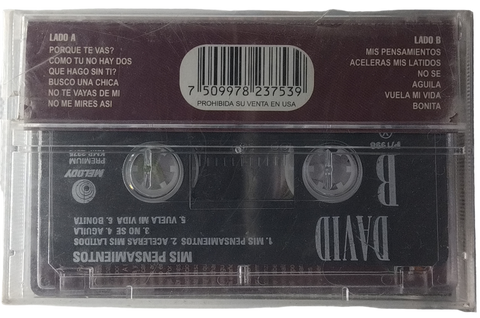 LADO A
PORQUE TE VAS?
COMO TU NO HAY DOS
QUE HAGO SIN TI?
BUSCO UNA CHICA
NO TE VAYAS DE MI
NO ME MIRES ASI
7 509978 237539
PROHIBIDA SU VENTA EN USA
LADO B
MIS PENSAMIENTOS
ACELERAS MIS LATIDOS
NO SE
AGUILA
VUELA MI VIDA
BONITA
MIS PENSAMIENTOS
DAVID
B
1. MIS PENSAMIENTOS 2. ACELERAS MIS LATIDOS
3. NO SE 4. AGUILA
5. VUELA MI VIDA 6. BONITA
MELODY
PREMIUM